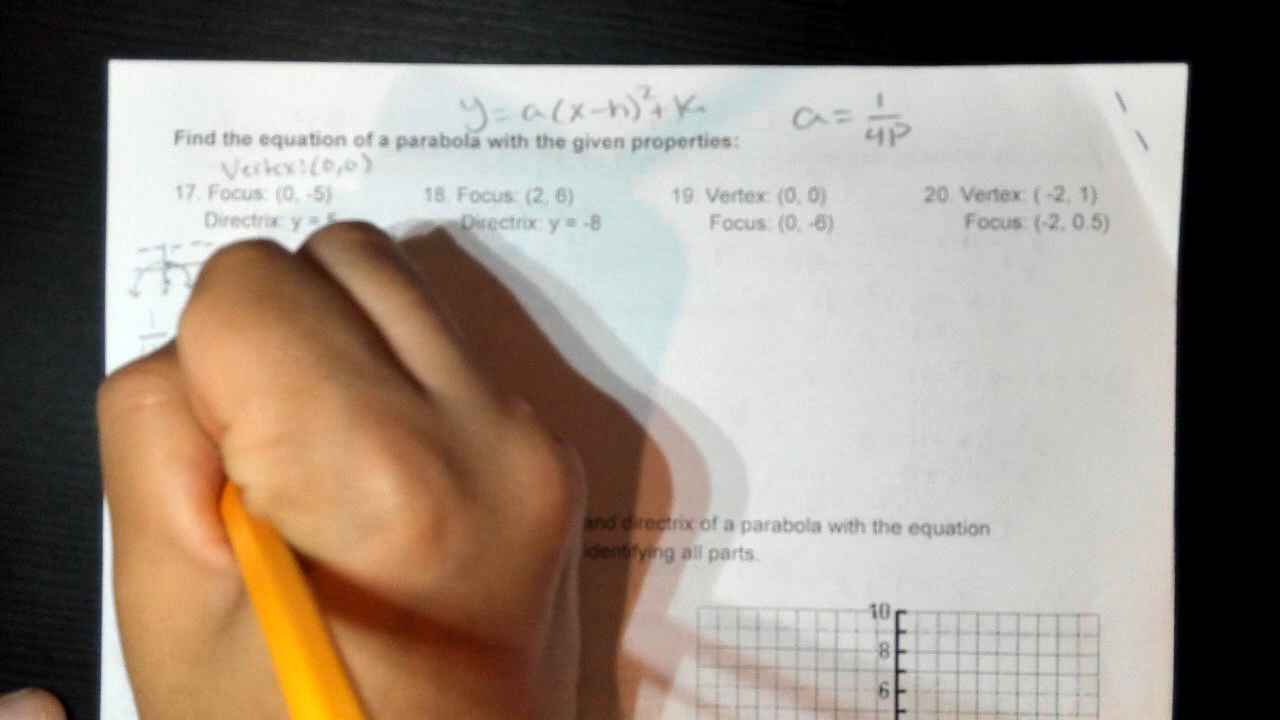 y = a(x-h)² + k a = 1/4P
Find the equation of a parabola with the given properties:
Vertex:(0,0)
17. Focus: (0, -5) 18. Focus: (2, 6) 19. Vertex: (0, 0) 20. Vertex: ( -2, 1)
Directrix: y = Directrix: y = -8 Focus: (0, -6) Focus: (-2, 0.5)
1
and directrix of a parabola with the equation
identifying all parts.
10
8
6